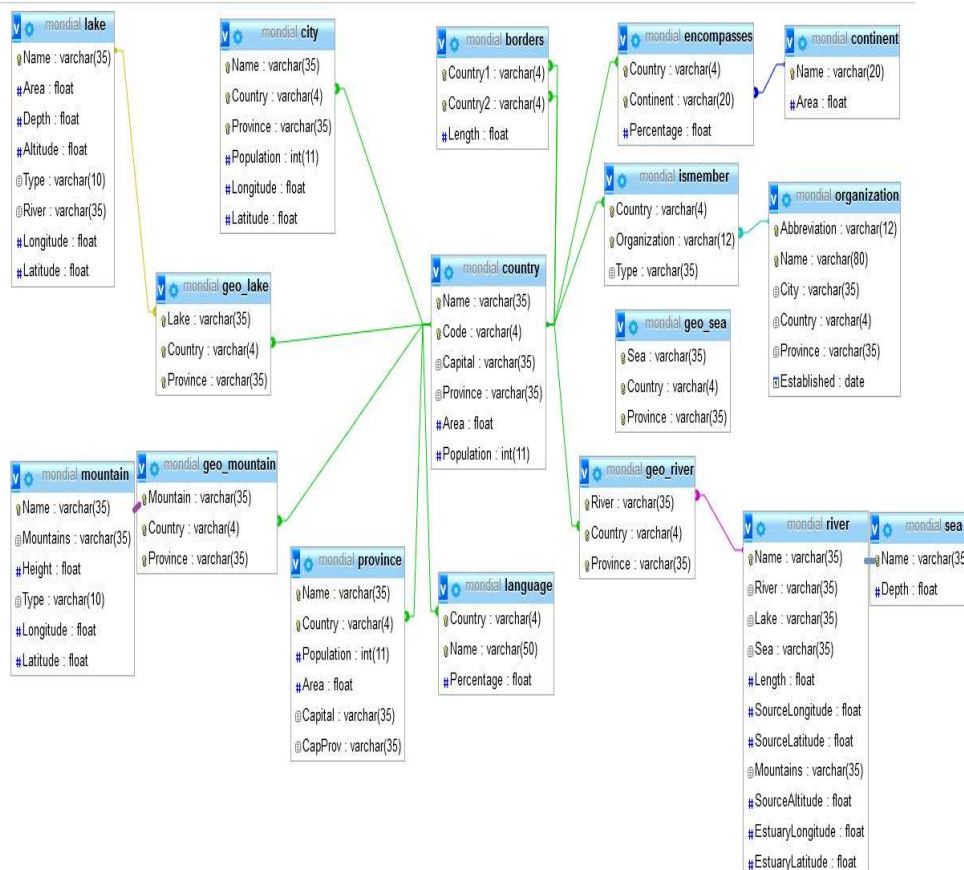 mondial lake
Name : varchar(35)
Area : float
Depth : float
Altitude : float
Type : varchar(10)
River : varchar(35)
Longitude : float
Latitude : float
mondial city
Name : varchar(35)
Country : varchar(4)
Province : varchar(35)
Population : int(11)
Longitude : float
Latitude : float
mondial borders
Country1 : varchar(4)
Country2 : varchar(4)
Length : float
mondial encompasses
Country : varchar(4)
Continent : varchar(20)
Percentage : float
mondial continent
Name : varchar(20)
Area : float
mondial ismember
Country : varchar(4)
Organization : varchar(12)
Type : varchar(35)
mondial organization
Abbreviation : varchar(12)
Name : varchar(80)
City : varchar(35)
Country : varchar(4)
Province : varchar(35)
Established : date
mondial geo_lake
Lake : varchar(35)
Country : varchar(4)
Province : varchar(35)
mondial country
Name : varchar(35)
Code : varchar(4)
Capital : varchar(35)
Province : varchar(35)
Area : float
Population : int(11)
mondial geo_sea
Sea : varchar(35)
Country : varchar(4)
Province : varchar(35)
mondial mountain
Name : varchar(35)
Mountains : varchar(35)
Height : float
Type : varchar(10)
Longitude : float
Latitude : float
mondial geo_mountain
Mountain : varchar(35)
Country : varchar(4)
Province : varchar(35)
mondial geo_river
River : varchar(35)
Country : varchar(4)
Province : varchar(35)
mondial province
Name : varchar(35)
Country : varchar(4)
Population : int(11)
Area : float
Capital : varchar(35)
CapProv : varchar(35)
mondial language
Country : varchar(4)
Name : varchar(50)
Percentage : float
mondial river
Name : varchar(35)
River : varchar(35)
Lake : varchar(35)
Sea : varchar(35)
Length : float
SourceLongitude : float
SourceLatitude : float
Mountains : varchar(35)
SourceAltitude : float
EstuaryLongitude : float
EstuaryLatitude : float
mondial sea
Name : varchar(35
Depth : float